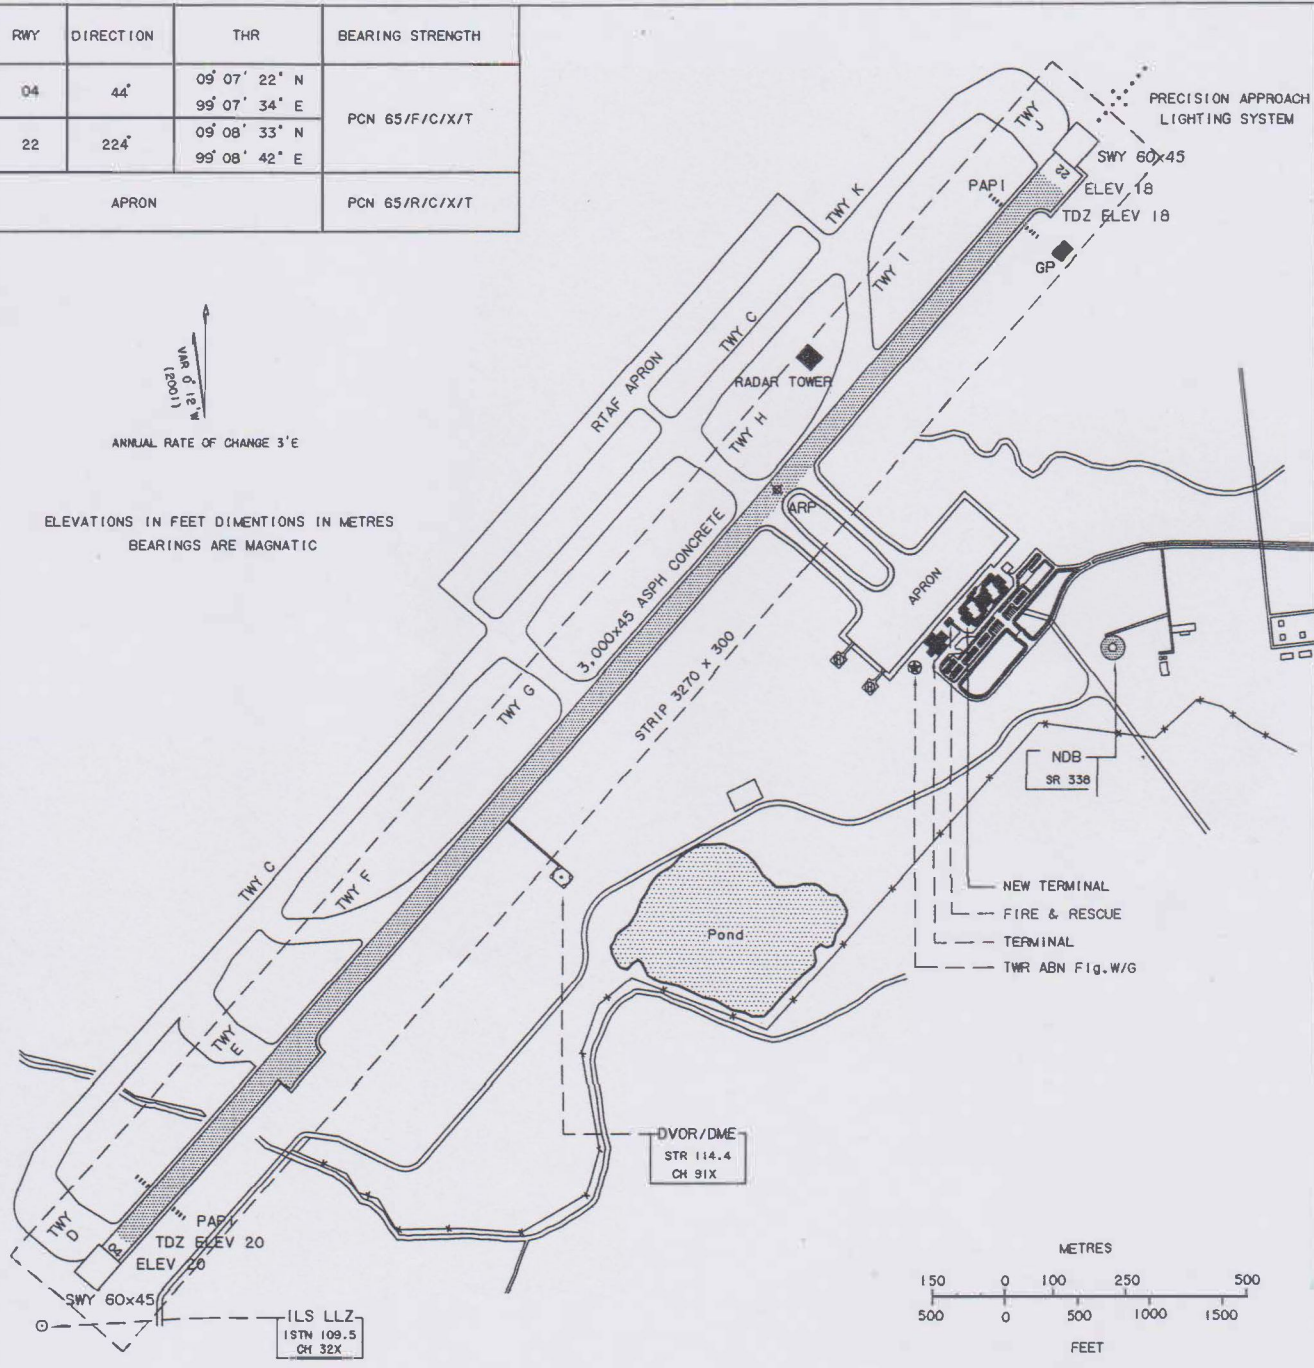 RWY DIRECTION THR BEARING STRENGTH
04 44° 09° 07' 22" N
99° 07' 34" E
PCN 65/F/C/X/T
22 224° 09° 08' 33" N
99° 08' 42" E
APRON PCN 65/R/C/X/T
PRECISION APPROACH
LIGHTING SYSTEM
TWY J
SWY 60x45
22
PAPI
ELEV 18
TDZ ELEV 18
GP
TWY K
TWY I
TWY C
RADAR TOWER
RTAF APRON
TWY H
VAR 0° 12' W
(2001)
ANNUAL RATE OF CHANGE 3'E
ELEVATIONS IN FEET DIMENTIONS IN METRES
BEARINGS ARE MAGNATIC
ARP
3,000x45 ASPH CONCRETE
APRON
STRIP 3270 x 300
TWY G
NDB
SR 338
TWY C
TWY F
NEW TERMINAL
FIRE & RESCUE
TERMINAL
TWR ABN Flg.W/G
Pond
TWY E
DVOR/DME
STR 114.4
CH 91X
TWY D
PAPI
TDZ ELEV 20
04
ELEV 20
SWY 60x45
ILS LLZ
ISTN 109.5
CH 32X
METRES
150 0 100 250 500
500 0 500 1000 1500
FEET